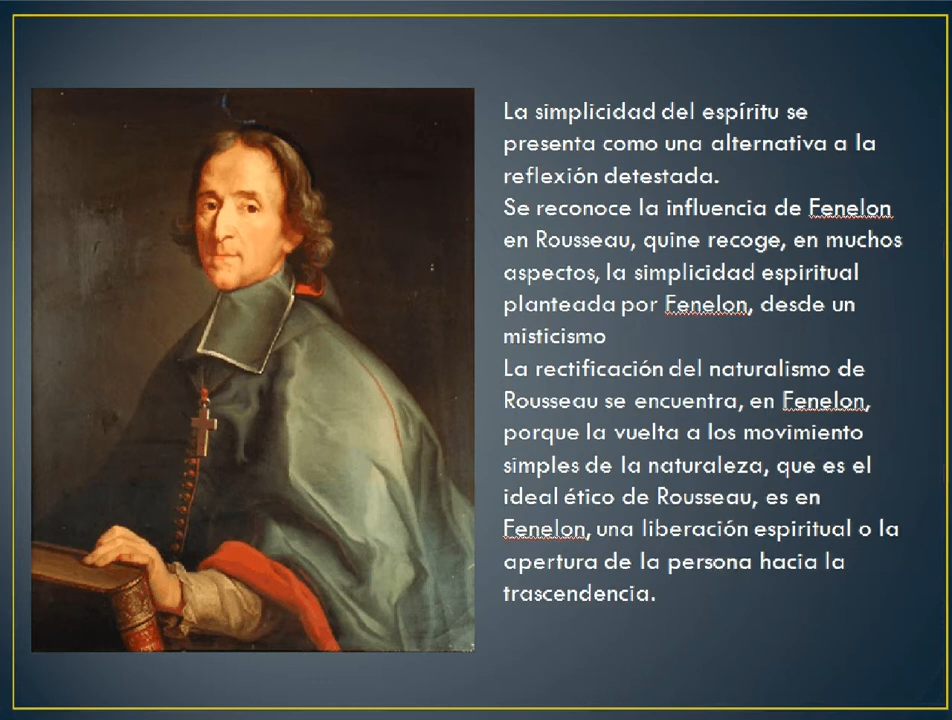 La simplicidad del espíritu se
presenta como una alternativa a la
reflexión detestada.
Se reconoce la influencia de Fenelon
en Rousseau, quine recoge, en muchos
aspectos, la simplicidad espiritual
planteada por Fenelon, desde un
misticismo
La rectificación del naturalismo de
Rousseau se encuentra, en Fenelon,
porque la vuelta a los movimiento
simples de la naturaleza, que es el
ideal ético de Rousseau, es en
Fenelon, una liberación espiritual o la
apertura de la persona hacia la
trascendencia.